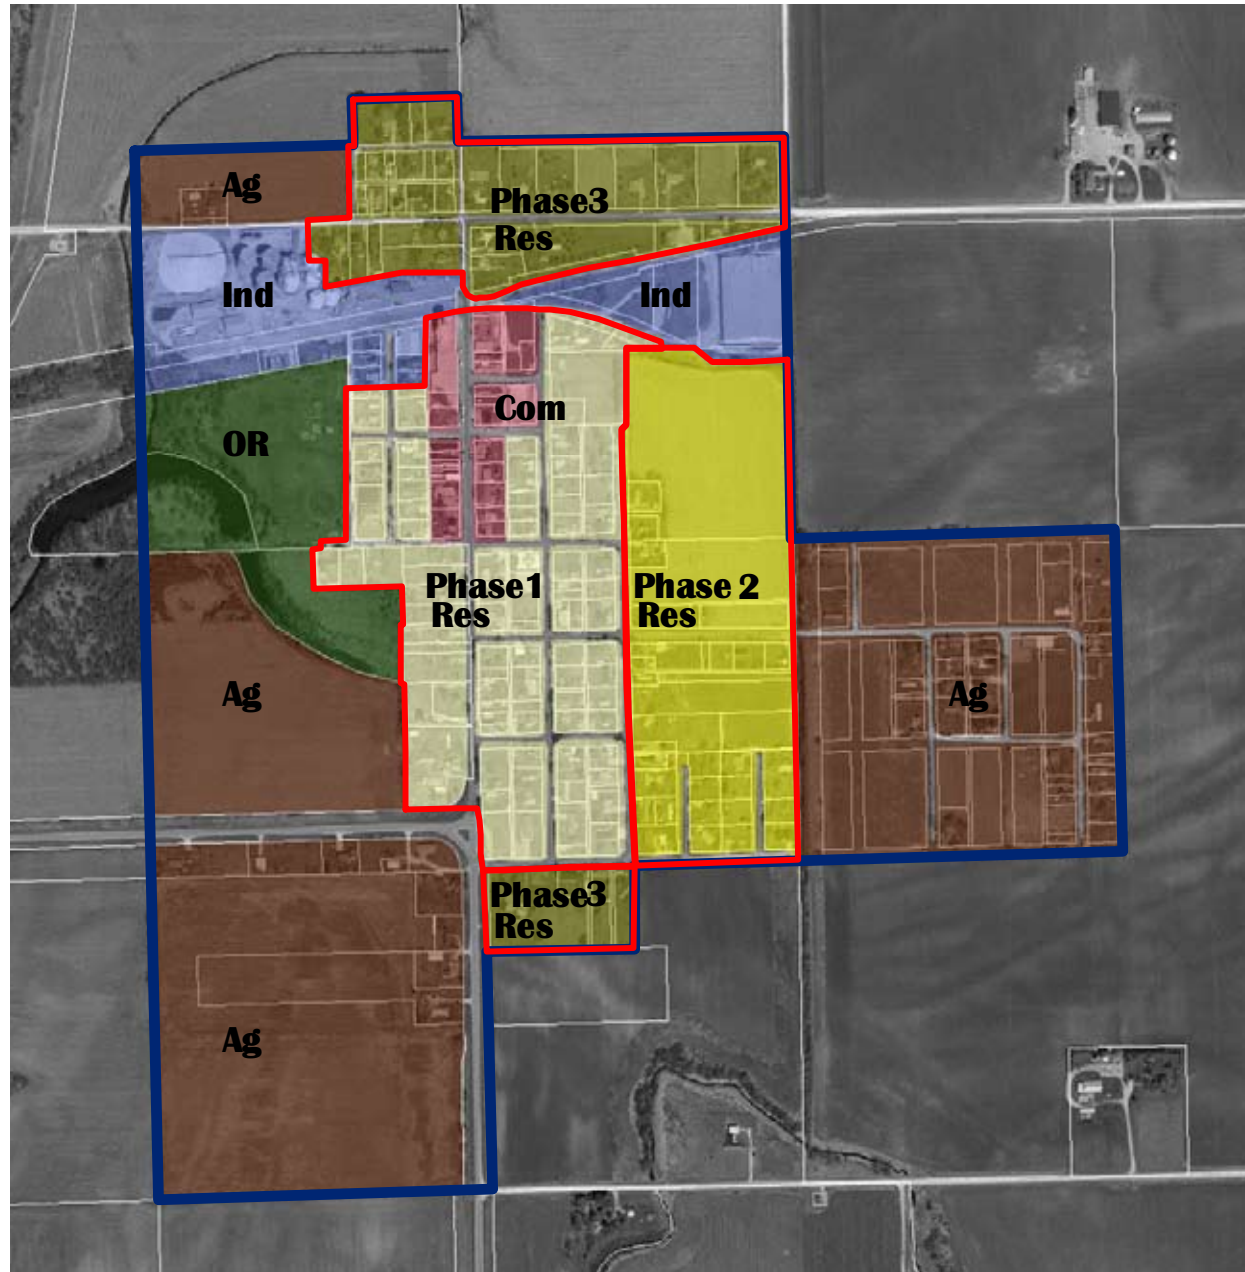 Ag
Phase3
Res
Ind
Ind
Com
OR
Phase1
Res
Phase 2
Res
Ag
Ag
Phase3
Res
Ag